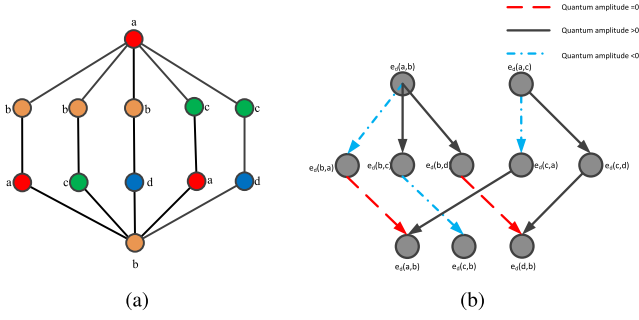 a
b b b c c
a c d a d
b
(a)
Quantum amplitude =0
Quantum amplitude >0
Quantum amplitude <0
e_d(a,b) e_d(a,c)
e_d(b,a) e_d(b,c) e_d(b,d) e_d(c,a) e_d(c,d)
e_d(a,b) e_d(c,b) e_d(d,b)
(b)